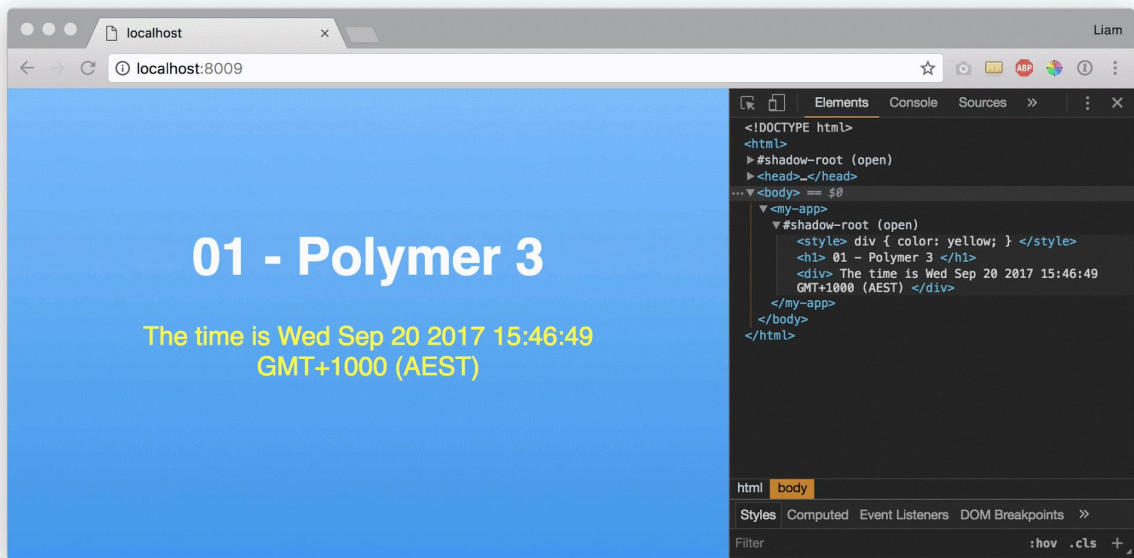 localhost
Liam
localhost:8009
ABP
Elements Console Sources »
<!DOCTYPE html>
<html>
#shadow-root (open)
<head>…</head>
<body> == $0
<my-app>
#shadow-root (open)
<style> div { color: yellow; } </style>
<h1> 01 - Polymer 3 </h1>
<div> The time is Wed Sep 20 2017 15:46:49
GMT+1000 (AEST) </div>
</my-app>
</body>
</html>
01 - Polymer 3
The time is Wed Sep 20 2017 15:46:49
GMT+1000 (AEST)
html body
Styles Computed Event Listeners DOM Breakpoints »
Filter :hov .cls +